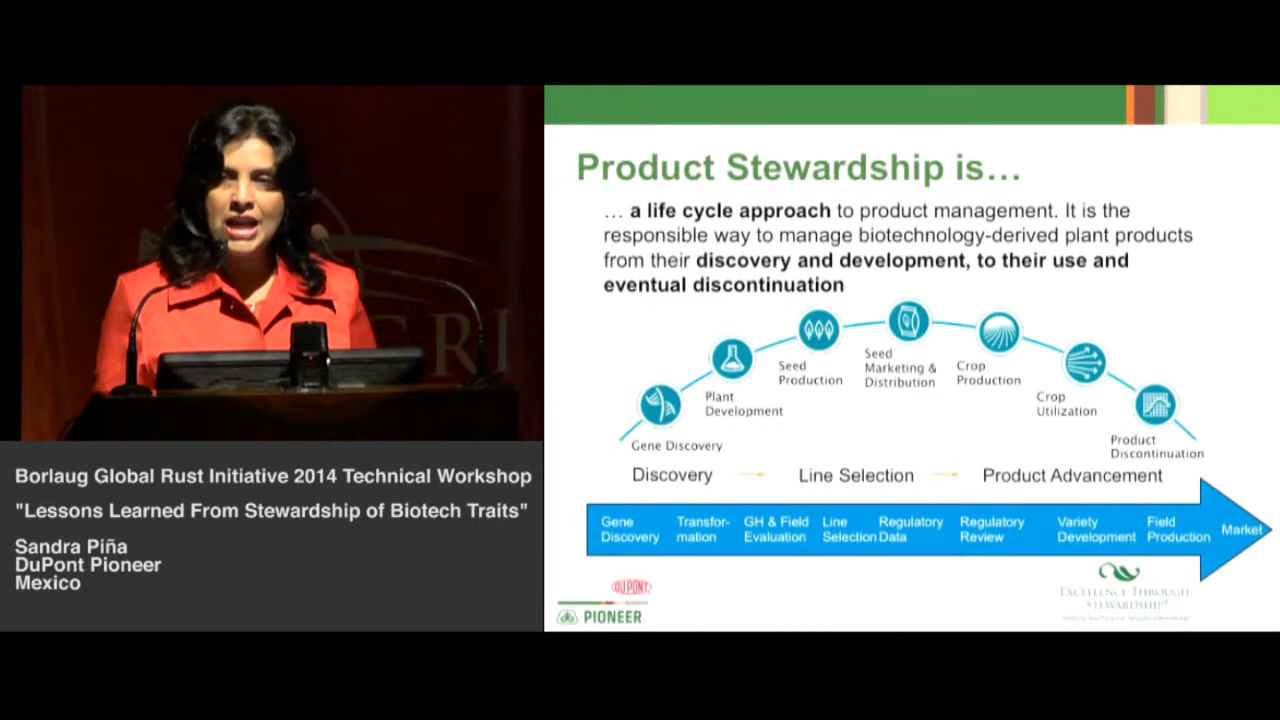 GRI
Borlaug Global Rust Initiative 2014 Technical Workshop
"Lessons Learned From Stewardship of Biotech Traits"
Sandra Piña
DuPont Pioneer
Mexico
Product Stewardship is…
… a life cycle approach to product management. It is the
responsible way to manage biotechnology-derived plant products
from their discovery and development, to their use and
eventual discontinuation
Gene Discovery
Plant
Development
Seed
Production
Seed
Marketing &
Distribution
Crop
Production
Crop
Utilization
Product
Discontinuation
Discovery
Line Selection
Product Advancement
Gene
Discovery
Transfor-
mation
GH & Field
Evaluation
Line
Selection
Regulatory
Data
Regulatory
Review
Variety
Development
Field
Production
Market
DUPONT
PIONEER
EXCELLENCE THROUGH
STEWARDSHIP